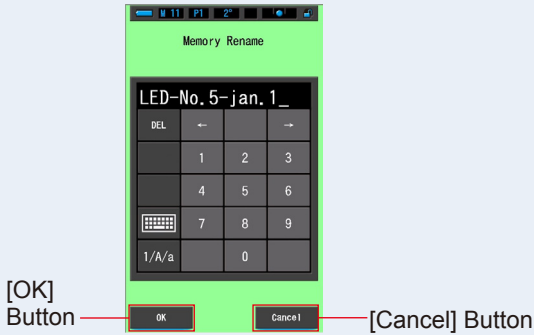 M 11 P1 2°
Memory Rename
LED-No.5-jan.1_
DEL ← →
1 2 3
4 5 6
7 8 9
1/A/a 0
[OK]
Button
OK Cancel
[Cancel] Button